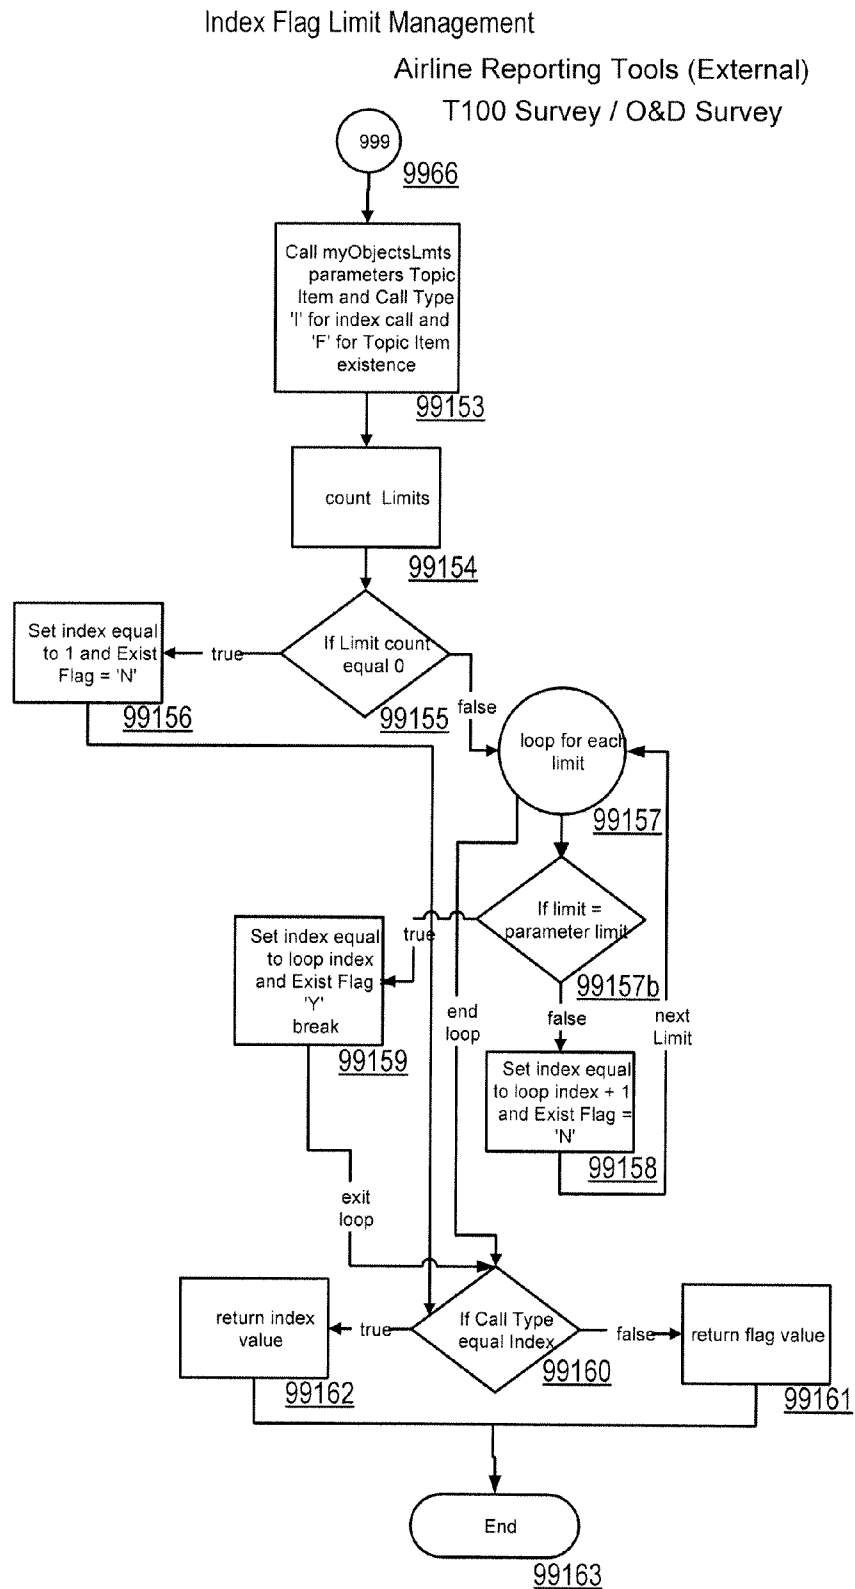 Index Flag Limit Management
Airline Reporting Tools (External)
T100 Survey / O&D Survey
999
9966
Call myObjectsLmts
parameters Topic
Item and Call Type
'I' for index call and
'F' for Topic Item
existence
99153
count Limits
99154
If Limit count
equal 0
99155
true
Set index equal
to 1 and Exist
Flag = 'N'
99156
false
loop for each
limit
99157
If limit =
parameter limit
99157b
true
Set index equal
to loop index
and Exist Flag
'Y'
break
99159
end
loop
false
next
Limit
Set index equal
to loop index + 1
and Exist Flag =
'N'
99158
exit
loop
If Call Type
equal Index
99160
true
return index
value
99162
false
return flag value
99161
End
99163